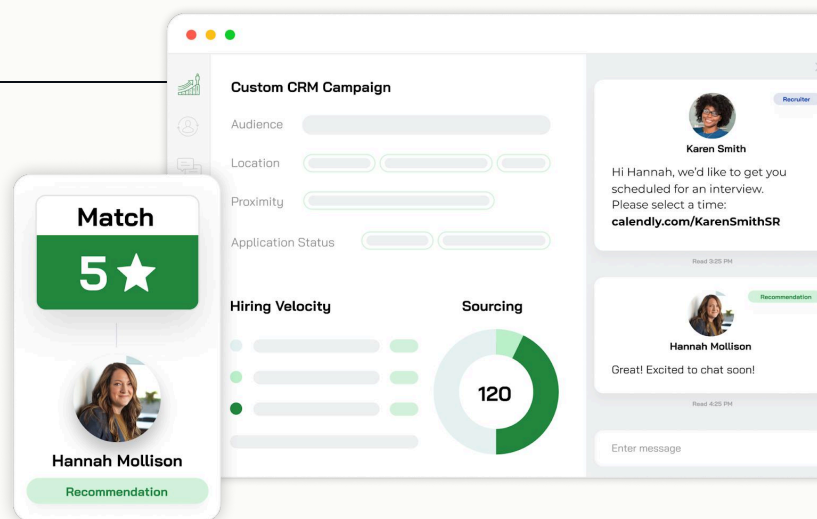 Custom CRM Campaign
Audience
Location
Proximity
Application Status
Match
5
Hannah Mollison
Recommendation
Hiring Velocity
Sourcing
120
Recruiter
Karen Smith
Hi Hannah, we'd like to get you
scheduled for an interview.
Please select a time:
calendly.com/KarenSmithSR
Read 3:25 PM
Recommendation
Hannah Mollison
Great! Excited to chat soon!
Read 4:25 PM
Enter message